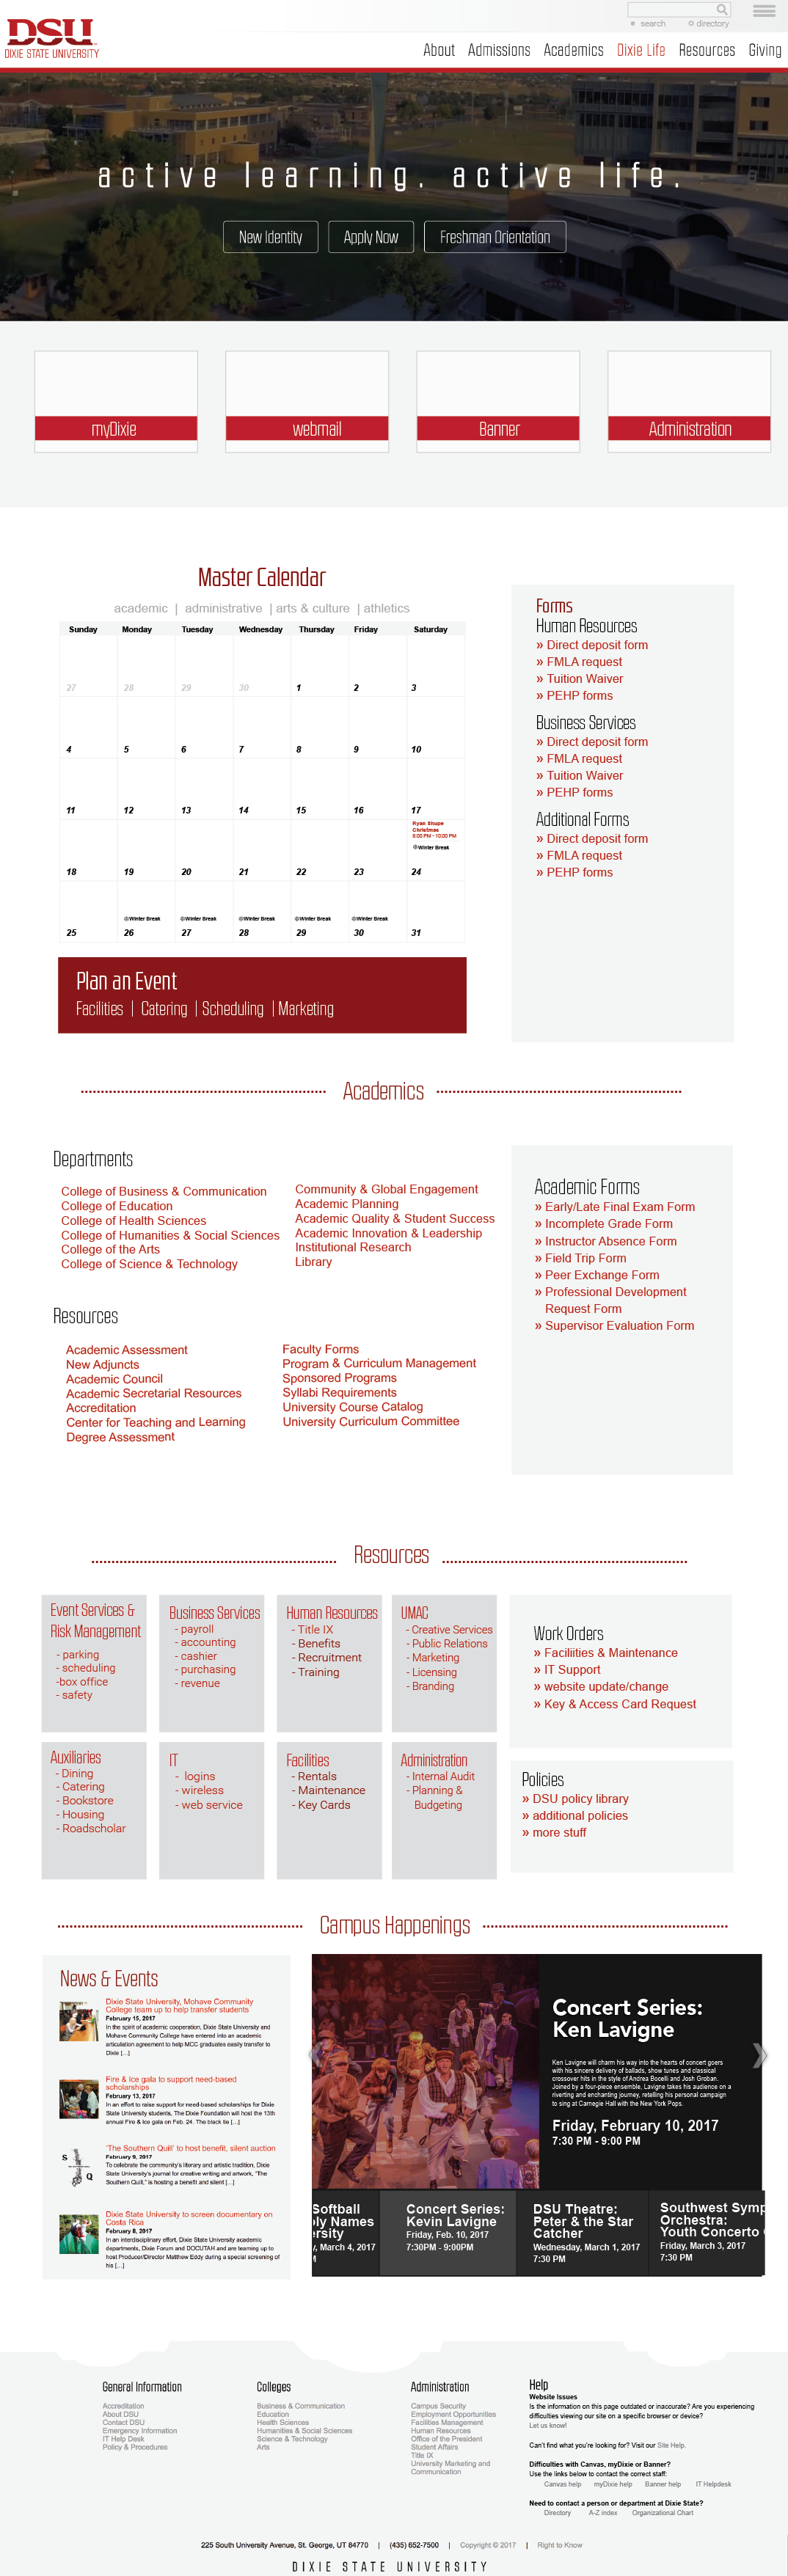 DSU
DIXIE STATE UNIVERSITY
search directory
About Admissions Academics Dixie Life Resources Giving
active learning. active life.
New Identity Apply Now Freshman Orientation
myDixie webmail Banner Administration
Master Calendar
academic | administrative | arts & culture | athletics
Sunday Monday Tuesday Wednesday Thursday Friday Saturday
27 28 29 30 1 2 3
4 5 6 7 8 9 10
11 12 13 14 15 16 17
Ryan Shupe
Christmas
8:00 PM - 10:00 PM
Winter Break
18 19 20 21 22 23 24
Winter Break Winter Break Winter Break Winter Break Winter Break
25 26 27 28 29 30 31
Plan an Event
Facilities | Catering | Scheduling | Marketing
Forms
Human Resources
» Direct deposit form
» FMLA request
» Tuition Waiver
» PEHP forms
Business Services
» Direct deposit form
» FMLA request
» Tuition Waiver
» PEHP forms
Additional Forms
» Direct deposit form
» FMLA request
» PEHP forms
Academics
Departments
College of Business & Communication
College of Education
College of Health Sciences
College of Humanities & Social Sciences
College of the Arts
College of Science & Technology
Community & Global Engagement
Academic Planning
Academic Quality & Student Success
Academic Innovation & Leadership
Institutional Research
Library
Resources
Academic Assessment
New Adjuncts
Academic Council
Academic Secretarial Resources
Accreditation
Center for Teaching and Learning
Degree Assessment
Faculty Forms
Program & Curriculum Management
Sponsored Programs
Syllabi Requirements
University Course Catalog
University Curriculum Committee
Academic Forms
» Early/Late Final Exam Form
» Incomplete Grade Form
» Instructor Absence Form
» Field Trip Form
» Peer Exchange Form
» Professional Development
Request Form
» Supervisor Evaluation Form
Resources
Event Services &
Risk Management
- parking
- scheduling
-box office
- safety
Business Services
- payroll
- accounting
- cashier
- purchasing
- revenue
Human Resources
- Title IX
- Benefits
- Recruitment
- Training
UMAC
- Creative Services
- Public Relations
- Marketing
- Licensing
- Branding
Auxiliaries
- Dining
- Catering
- Bookstore
- Housing
- Roadscholar
IT
- logins
- wireless
- web service
Facilities
- Rentals
- Maintenance
- Key Cards
Administration
- Internal Audit
- Planning &
Budgeting
Work Orders
» Faciliities & Maintenance
» IT Support
» website update/change
» Key & Access Card Request
Policies
» DSU policy library
» additional policies
» more stuff
Campus Happenings
News & Events
Dixie State University, Mohave Community
College team up to help transfer students
February 15, 2017
In the spirit of academic cooperation, Dixie State University and
Mohave Community College have entered into an academic
articulation agreement to help MCC graduates easily transfer to
Dixie [...]
Fire & Ice gala to support need-based
scholarships
February 13, 2017
In an effort to raise support for need-based scholarships for Dixie
State University students, The Dixie Foundation will host the 13th
annual Fire & Ice gala on Feb. 24. The black tie [...]
S
Q
'The Southern Quill' to host benefit, silent auction
February 9, 2017
To celebrate the community's literary and artistic tradition, Dixie
State University's journal for creative writing and artwork, "The
Southern Quill," is hosting a benefit and silent [...]
Dixie State University to screen documentary on
Costa Rica
February 8, 2017
In an interdisciplinary effort, Dixie State University academic
departments, Dixie Forum and DOCUTAH and are teaming up to
host Producer/Director Matthew Eddy during a special screening of
his [...]
Concert Series:
Ken Lavigne
Ken Lavigne will charm his way into the hearts of concert goers
with his sincere delivery of ballads, show tunes and classical
crossover hits in the style of Andrea Bocelli and Josh Groban.
Joined by a four-piece ensemble, Lavigne takes his audience on a
riverting and enchanting journey, retelling his personal campaign
to sing at Carnegie Hall with the New York Pops.
Friday, February 10, 2017
7:30 PM - 9:00 PM
Softball
ly Names
ersity
, March 4, 2017
M
Concert Series:
Kevin Lavigne
Friday, Feb. 10, 2017
7:30PM - 9:00PM
DSU Theatre:
Peter & the Star
Catcher
Wednesday, March 1, 2017
7:30 PM
Southwest Symp
Orchestra:
Youth Concerto
Friday, March 3, 2017
7:30 PM
General Information
Accreditation
About DSU
Contact DSU
Emergency Information
IT Help Desk
Policy & Procedures
Colleges
Business & Communication
Education
Health Sciences
Humanities & Social Sciences
Science & Technology
Arts
Administration
Campus Security
Employment Opportunities
Facilities Management
Human Resources
Office of the President
Student Affairs
Title IX
University Marketing and
Communication
Help
Website Issues
Is the information on this page outdated or inaccurate? Are you experiencing
difficulties viewing our site on a specific browser or device?
Let us know!
Can't find what you're looking for? Visit our Site Help.
Difficulties with Canvas, myDixie or Banner?
Use the links below to contact the correct staff:
Canvas help myDixie help Banner help IT Helpdesk
Need to contact a person or department at Dixie State?
Directory A-Z index Organizational Chart
225 South University Avenue, St. George, UT 84770 | (435) 652-7500 | Copyright © 2017 | Right to Know
DIXIE STATE UNIVERSITY